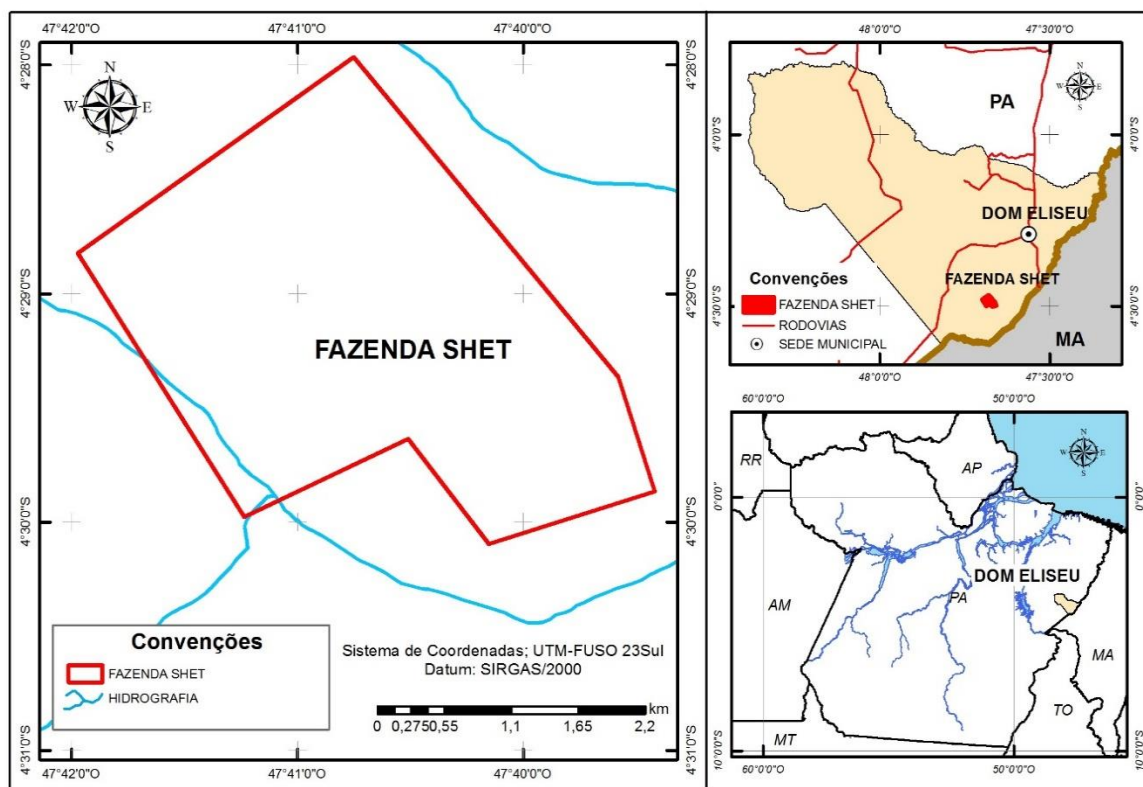 47°42'0"O
47°41'0"O
47°40'0"O
4°28'0"S
4°28'0"S
N
W
E
S
4°29'0"S
4°29'0"S
FAZENDA SHET
4°30'0"S
4°30'0"S
Convenções
FAZENDA SHET
HIDROGRAFIA
Sistema de Coordenadas; UTM-FUSO 23Sul
Datum: SIRGAS/2000
km
0 0,275 0,55 1,1 1,65 2,2
4°31'0"S
4°31'0"S
47°42'0"O
47°41'0"O
47°40'0"O
48°0'0"O
47°30'0"O
N
W
E
S
PA
4°0'0"S
4°0'0"S
DOM ELISEU
Convenções
FAZENDA SHET
FAZENDA SHET
RODOVIAS
SEDE MUNICIPAL
4°30'0"S
4°30'0"S
MA
48°0'0"O
47°30'0"O
60°0'0"O
50°0'0"O
N
W
E
S
RR
AP
0°0'0"
0°0'0"
DOM ELISEU
AM
PA
MA
TO
MT
10°0'0"S
10°0'0"S
60°0'0"O
50°0'0"O